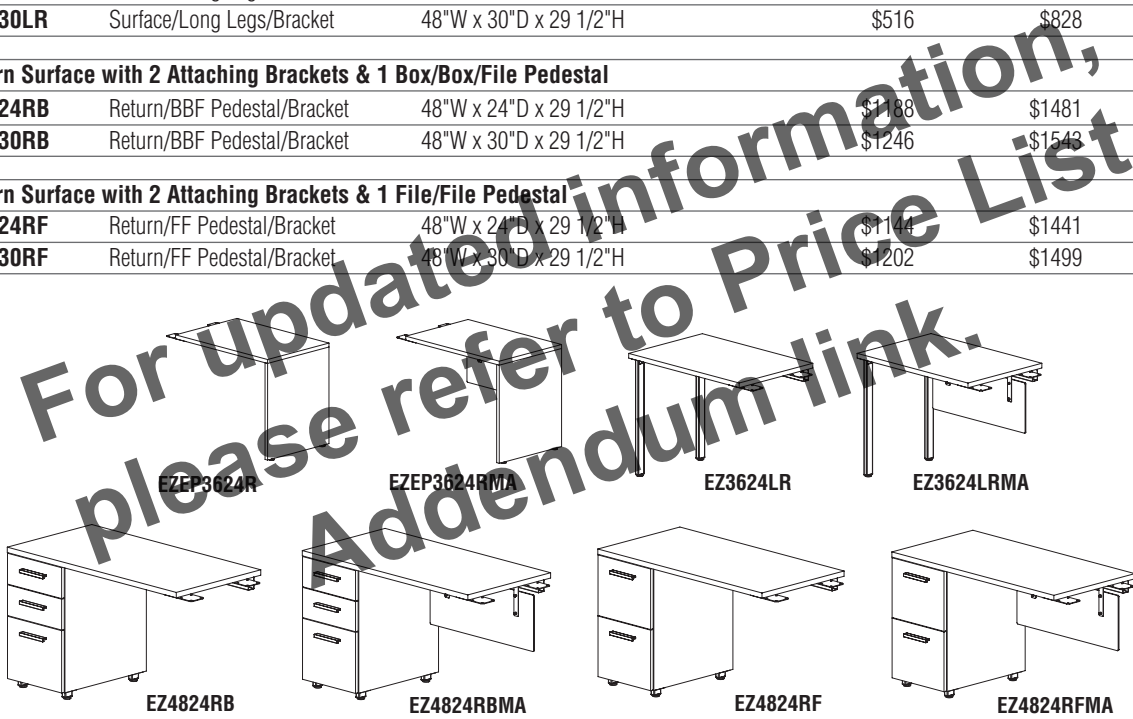 30LR Surface/Long Legs/Bracket 48"W x 30"D x 29 1/2"H $516 $828
rn Surface with 2 Attaching Brackets & 1 Box/Box/File Pedestal
24RB Return/BBF Pedestal/Bracket 48"W x 24"D x 29 1/2"H $1188 $1481
30RB Return/BBF Pedestal/Bracket 48"W x 30"D x 29 1/2"H $1246 $1543
rn Surface with 2 Attaching Brackets & 1 File/File Pedestal
24RF Return/FF Pedestal/Bracket 48"W x 24"D x 29 1/2"H $1144 $1441
30RF Return/FF Pedestal/Bracket 48"W x 30"D x 29 1/2"H $1202 $1499
For updated information,
please refer to Price List
Addendum link.
EZEP3624R EZEP3624RMA EZ3624LR EZ3624LRMA
EZ4824RB EZ4824RBMA EZ4824RF EZ4824RFMA